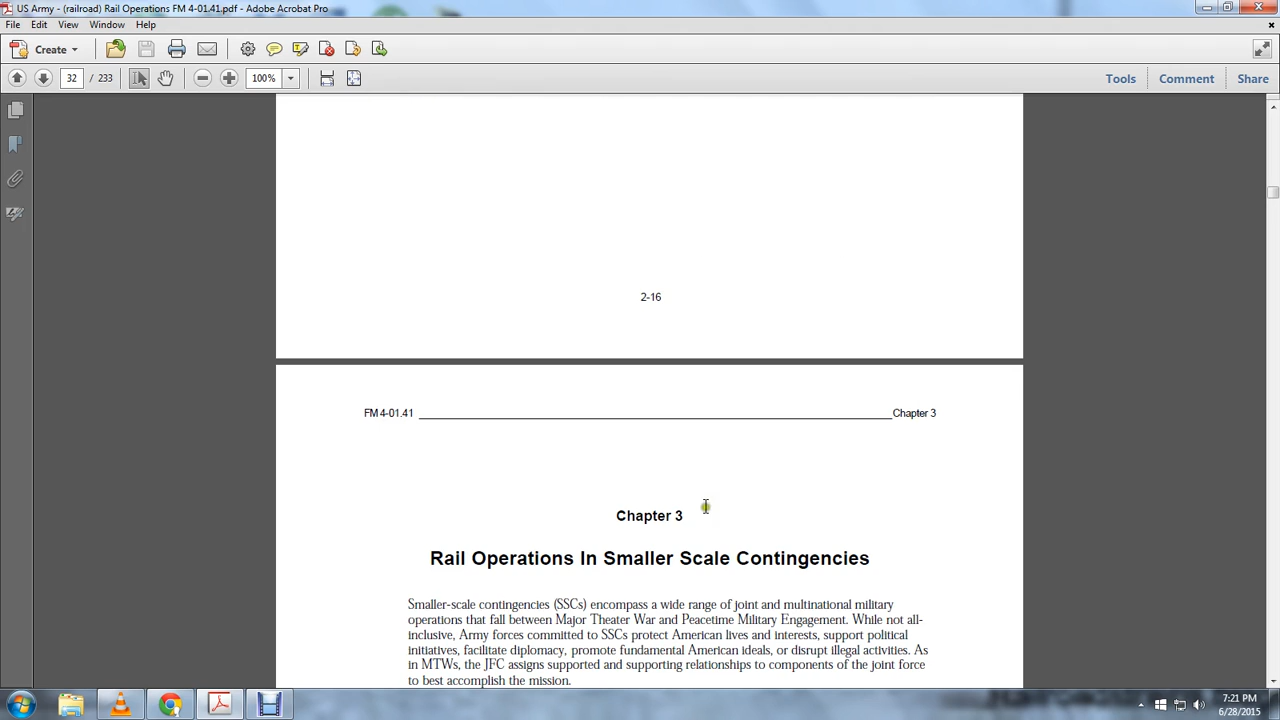 US Army - (railroad) Rail Operations FM 4-01.41.pdf - Adobe Acrobat Pro
File Edit View Window Help
Create
32 / 233 100% Tools Comment Share
2-16
FM 4-01.41 Chapter 3
Chapter 3
Rail Operations In Smaller Scale Contingencies
Smaller-scale contingencies (SSCs) encompass a wide range of joint and multinational military
operations that fall between Major Theater War and Peacetime Military Engagement. While not all-
inclusive, Army forces committed to SSCs protect American lives and interests, support political
initiatives, facilitate diplomacy, promote fundamental American ideals, or disrupt illegal activities. As
in MTWs, the JFC assigns supported and supporting relationships to components of the joint force
to best accomplish the mission.
7:21 PM
6/28/2015